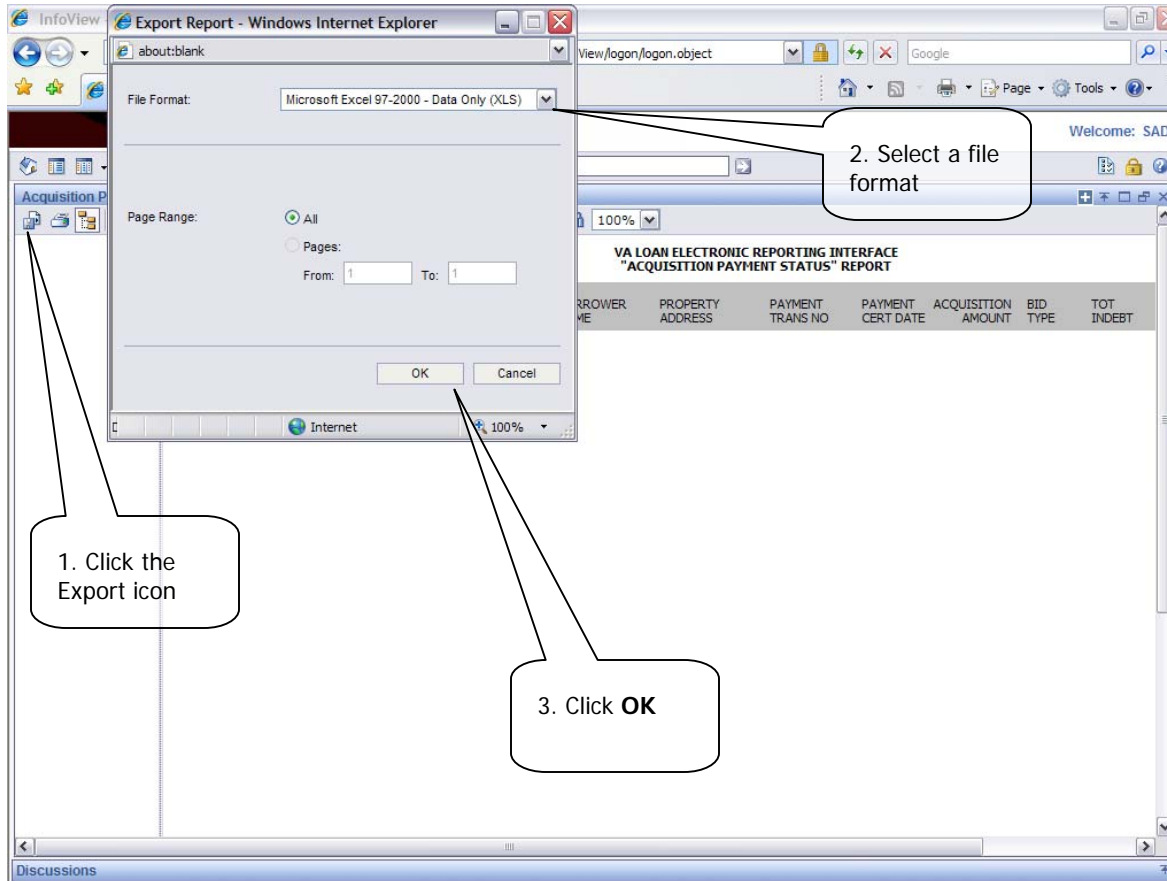 InfoView
Export Report - Windows Internet Explorer
about:blank
View/logon/logon.object
Google
Page
Tools
File Format:
Microsoft Excel 97-2000 - Data Only (XLS)
Welcome: SAD
2. Select a file
format
Acquisition P
Page Range:
All
100%
Pages:
From: 1 To: 1
VA LOAN ELECTRONIC REPORTING INTERFACE
"ACQUISITION PAYMENT STATUS" REPORT
RROWER PROPERTY PAYMENT PAYMENT ACQUISITION BID TOT
ME ADDRESS TRANS NO CERT DATE AMOUNT TYPE INDEBT
OK Cancel
Internet 100%
1. Click the
Export icon
3. Click OK
Discussions